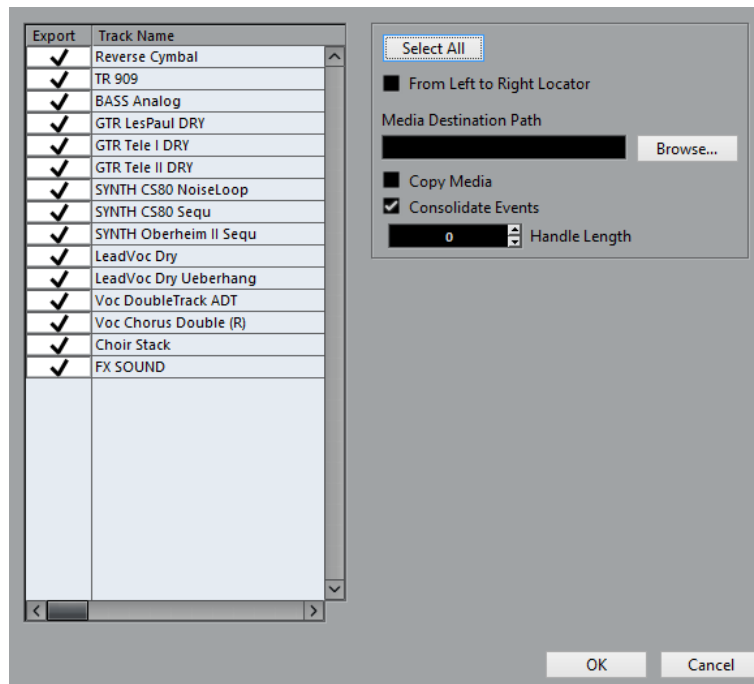 Export Track Name
Reverse Cymbal
TR 909
BASS Analog
GTR LesPaul DRY
GTR Tele I DRY
GTR Tele II DRY
SYNTH CS80 NoiseLoop
SYNTH CS80 Sequ
SYNTH Oberheim II Sequ
LeadVoc Dry
LeadVoc Dry Ueberhang
Voc DoubleTrack ADT
Voc Chorus Double (R)
Choir Stack
FX SOUND
Select All
From Left to Right Locator
Media Destination Path
Browse...
Copy Media
Consolidate Events
0 Handle Length
OK Cancel